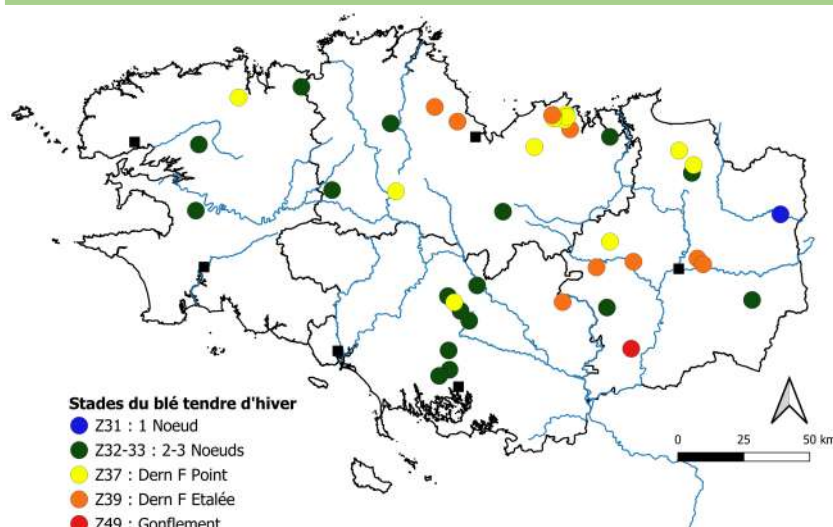 Stades du blé tendre d'hiver
Z31 : 1 Noeud
Z32-33 : 2-3 Noeuds
Z37 : Dern F Point
Z39 : Dern F Etalée
Z49 : Gonflement
0 25 50 km